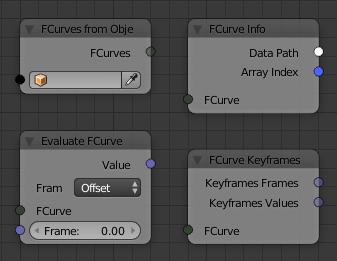 FCurves from Obje
FCurves
FCurve Info
Data Path
Array Index
FCurve
Evaluate FCurve
Value
Fram Offset
FCurve
Frame: 0.00
FCurve Keyframes
Keyframes Frames
Keyframes Values
FCurve